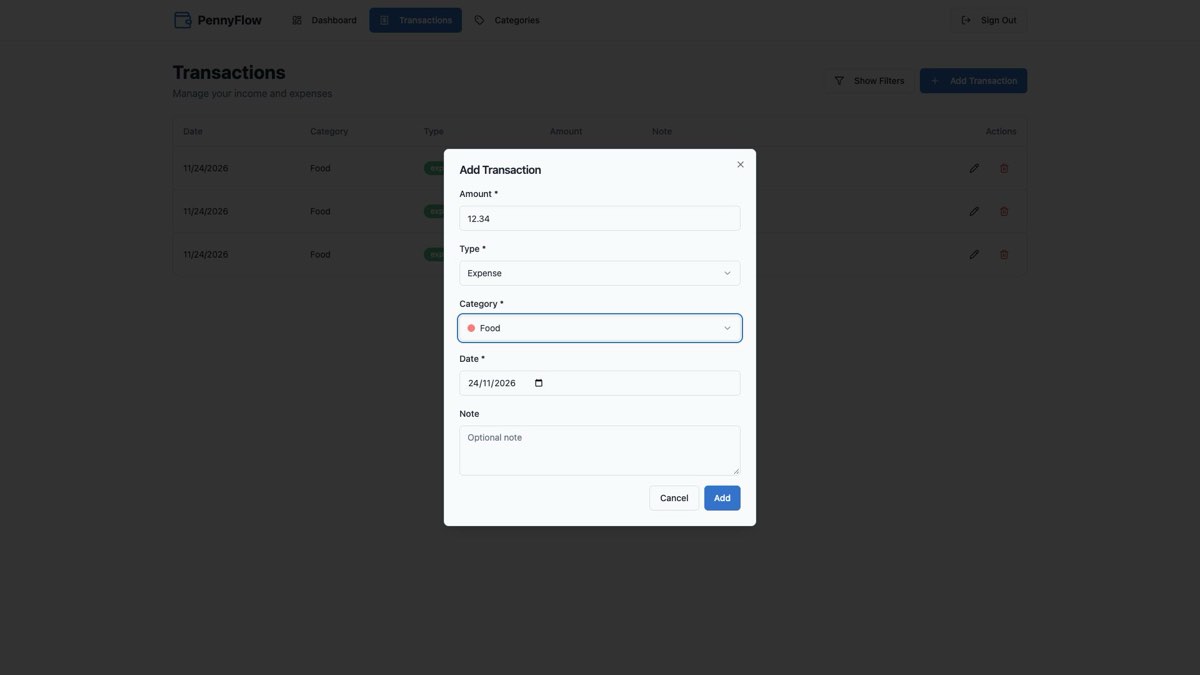 PennyFlow Dashboard Transactions Categories Sign Out
Transactions
Manage your income and expenses
Show Filters Add Transaction
Date Category Type Amount Note Actions
11/24/2026 Food
11/24/2026 Food
11/24/2026 Food
Add Transaction
Amount *
12.34
Type *
Expense
Category *
Food
Date *
24/11/2026
Note
Optional note
Cancel Add